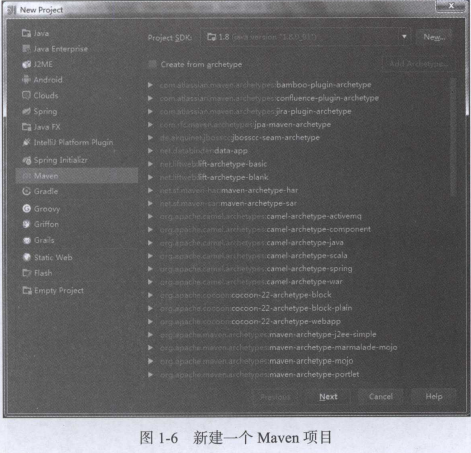 New Project
Java
Java Enterprise
J2ME
Android
Clouds
Spring
Java FX
IntelliJ Platform Plugin
Spring Initializr
Maven
Gradle
Groovy
Griffon
Grails
Static Web
Flash
Empty Project
Project SDK: 1.8 (java version "1.8.0_91") New...
Create from archetype Add Archetype...
com.atlassian.maven.archetypes:bamboo-plugin-archetype
com.atlassian.maven.archetypes:confluence-plugin-archetype
com.atlassian.maven.archetypes:jira-plugin-archetype
com.rfc.maven.archetypes:jpa-maven-archetype
de.akquinet.jbosscc:jbosscc-seam-archetype
net.databinder:data-app
net.liftweb:lift-archetype-basic
net.liftweb:lift-archetype-blank
net.sf.maven-har:maven-archetype-har
net.sf.maven-sar:maven-archetype-sar
org.apache.camel.archetypes:camel-archetype-activemq
org.apache.camel.archetypes:camel-archetype-component
org.apache.camel.archetypes:camel-archetype-java
org.apache.camel.archetypes:camel-archetype-scala
org.apache.camel.archetypes:camel-archetype-spring
org.apache.camel.archetypes:camel-archetype-war
org.apache.cocoon:cocoon-22-archetype-block
org.apache.cocoon:cocoon-22-archetype-block-plain
org.apache.cocoon:cocoon-22-archetype-webapp
org.apache.maven.archetypes:maven-archetype-j2ee-simple
org.apache.maven.archetypes:maven-archetype-marmalade-mojo
org.apache.maven.archetypes:maven-archetype-mojo
org.apache.maven.archetypes:maven-archetype-portlet
Previous Next Cancel Help
图 1-6 新建一个 Maven 项目